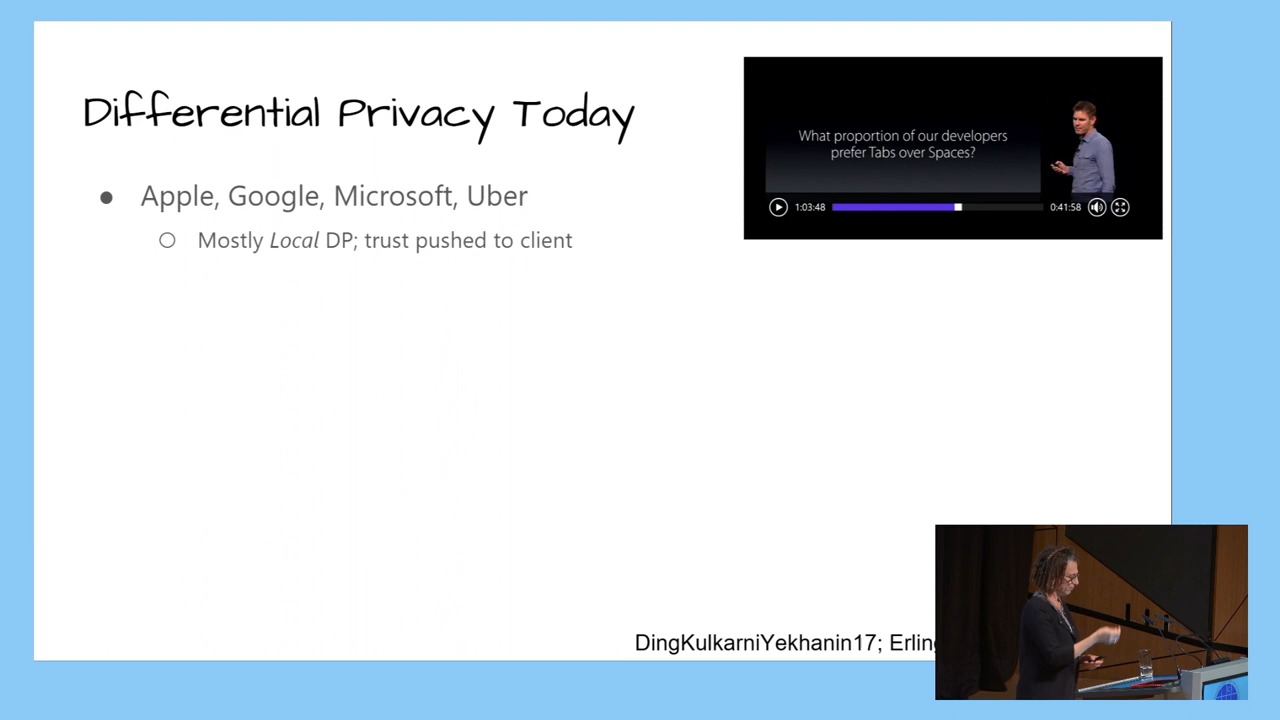 Differential Privacy Today
● Apple, Google, Microsoft, Uber
○ Mostly Local DP; trust pushed to client
What proportion of our developers
prefer Tabs over Spaces?
1:03:48
0:41:58
DingKulkarniYekhanin17;